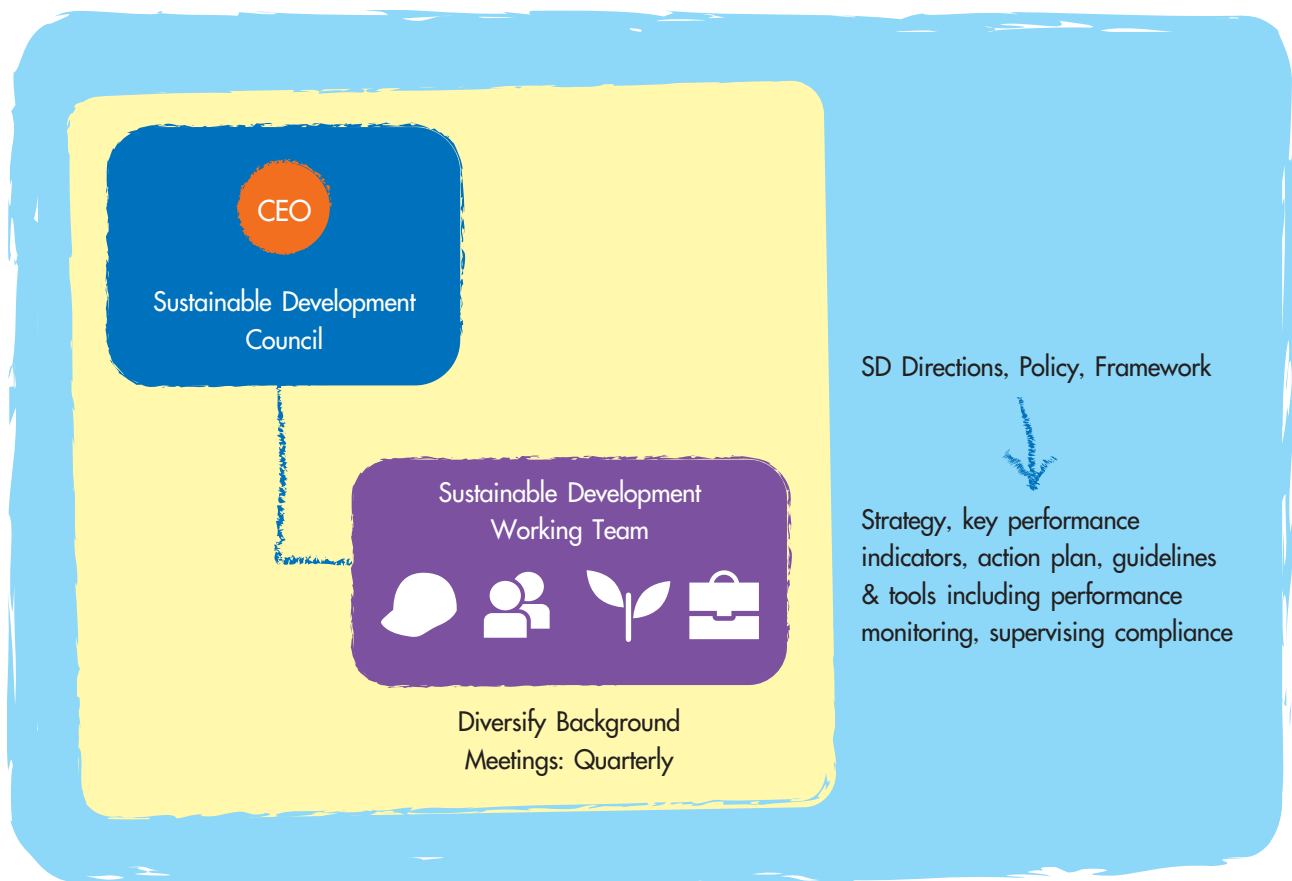 CEO
Sustainable Development
Council
Sustainable Development
Working Team
Diversify Background
Meetings: Quarterly
SD Directions, Policy, Framework
Strategy, key performance
indicators, action plan, guidelines
& tools including performance
monitoring, supervising compliance